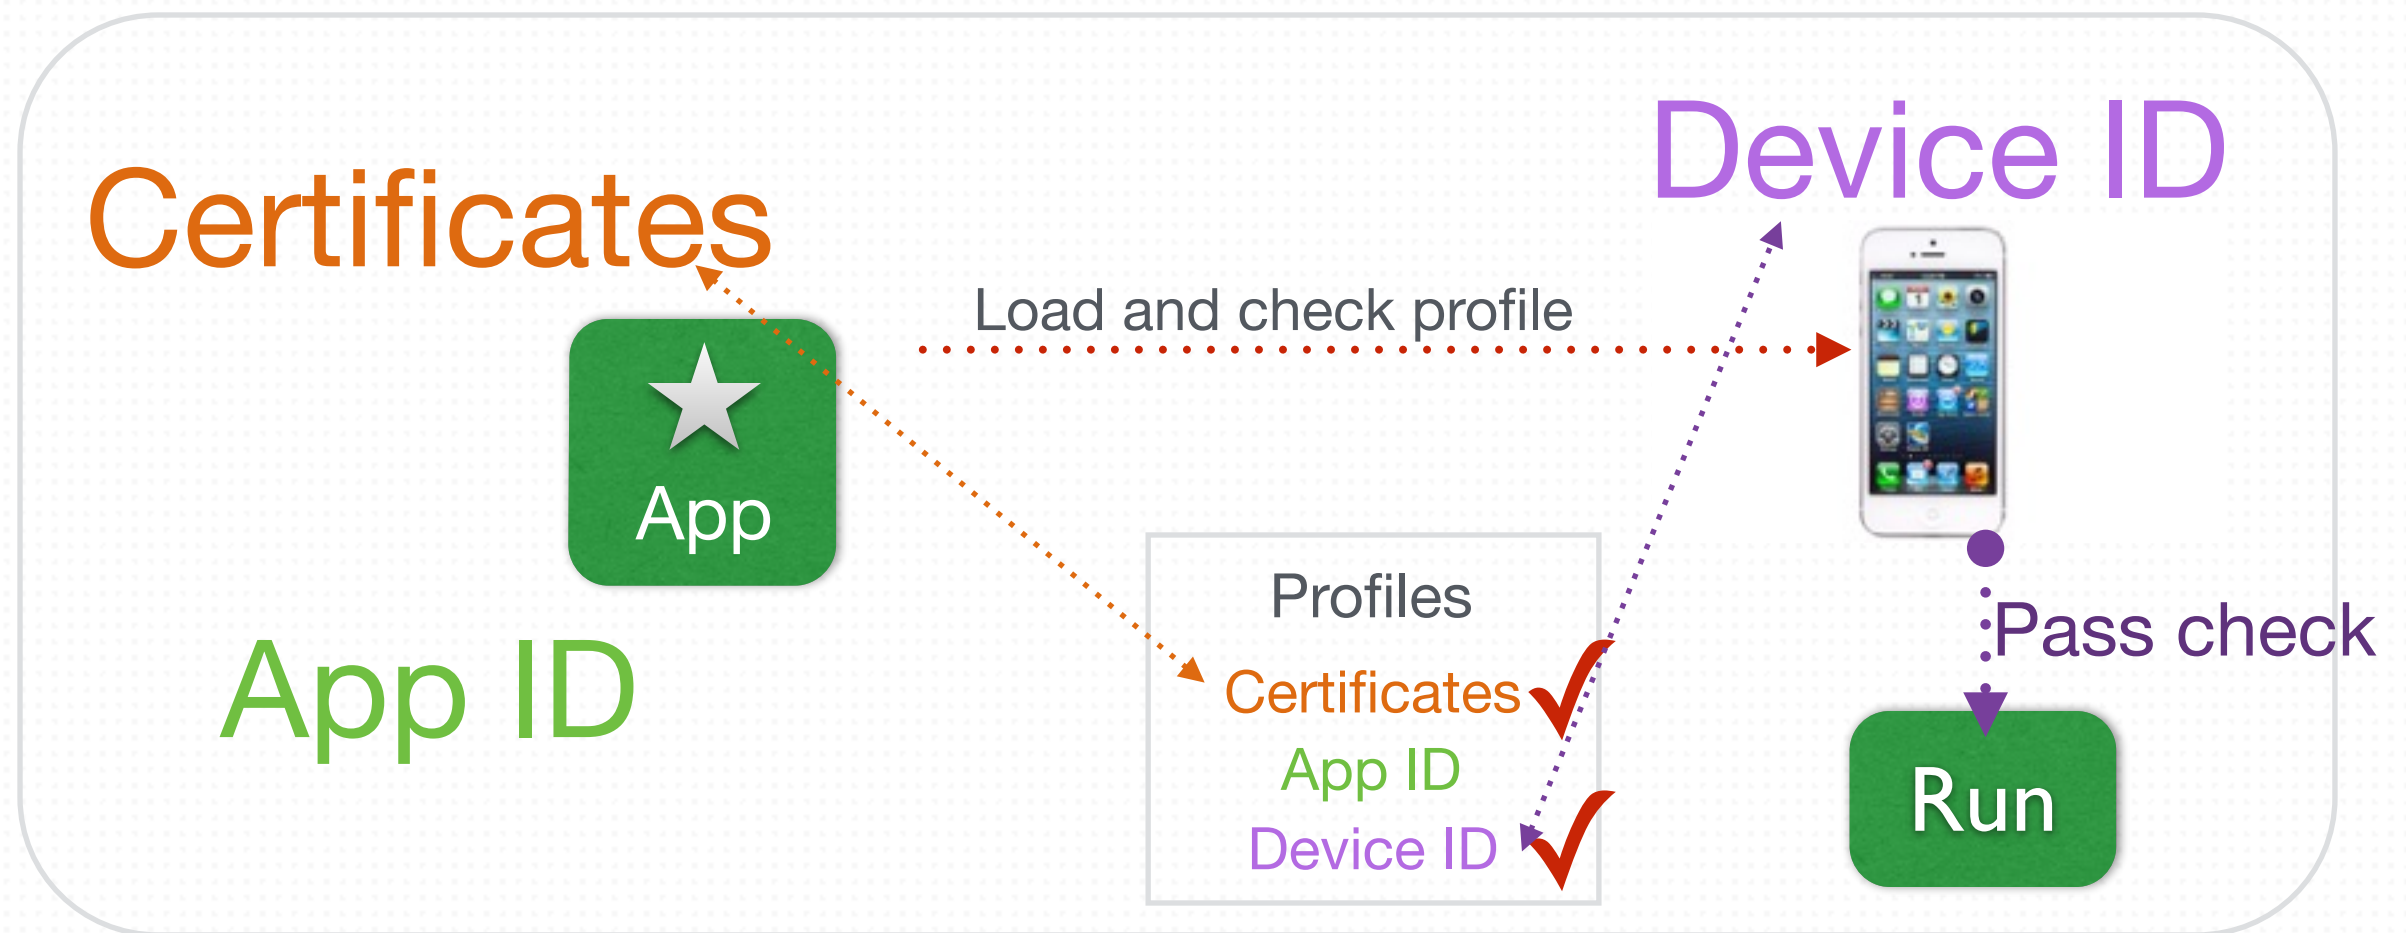 Device ID
Certificates
Load and check profile
App
Profiles
Pass check
App ID
Certificates
App ID
Run
Device ID